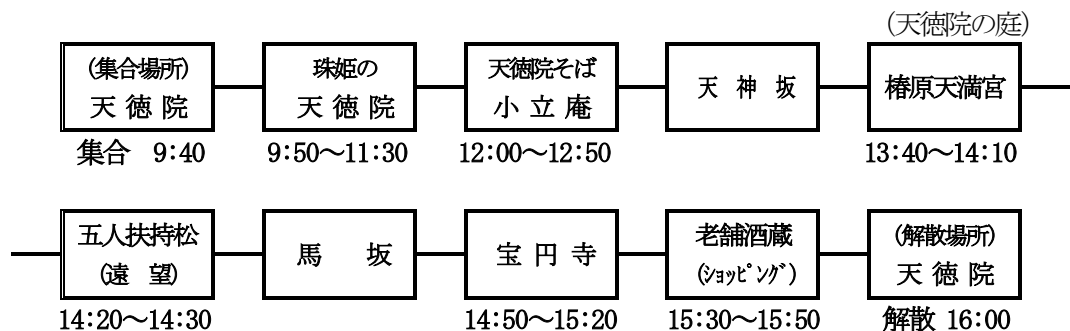 (天徳院の庭)
(集合場所)
天徳院
集合 9:40
珠姫の
天徳院
9:50～11:30
天徳院そば
小立庵
12:00～12:50
天神坂
椿原天満宮
13:40～14:10
五人扶持松
(遠望)
14:20～14:30
馬坂
宝円寺
14:50～15:20
老舗酒蔵
(ｼｮｯﾋﾟﾝｸﾞ)
15:30～15:50
(解散場所)
天徳院
解散 16:00